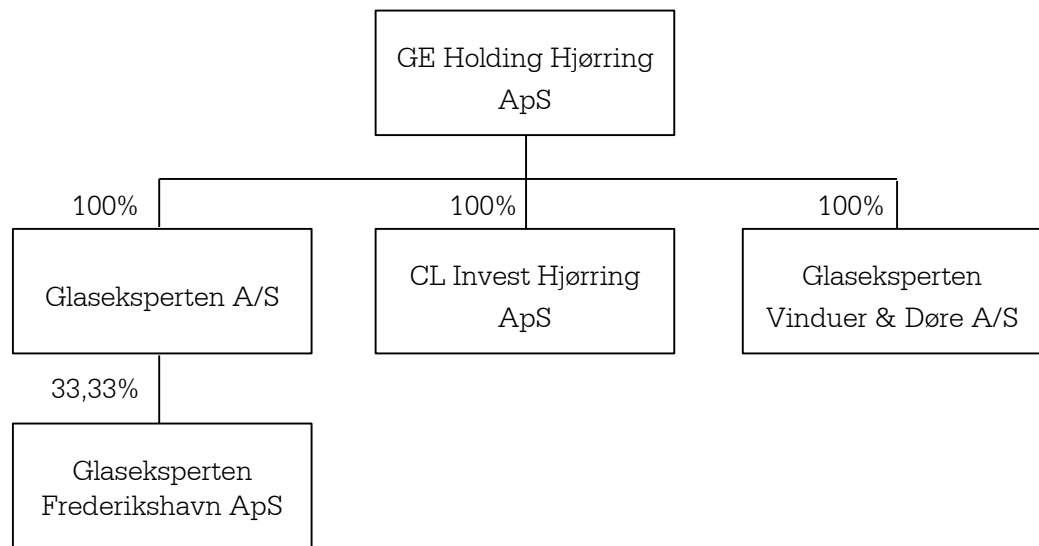 GE Holding Hjørring
ApS
100%
100%
100%
Glaseksperten A/S
CL Invest Hjørring
ApS
Glaseksperten
Vinduer & Døre A/S
33,33%
Glaseksperten
Frederikshavn ApS